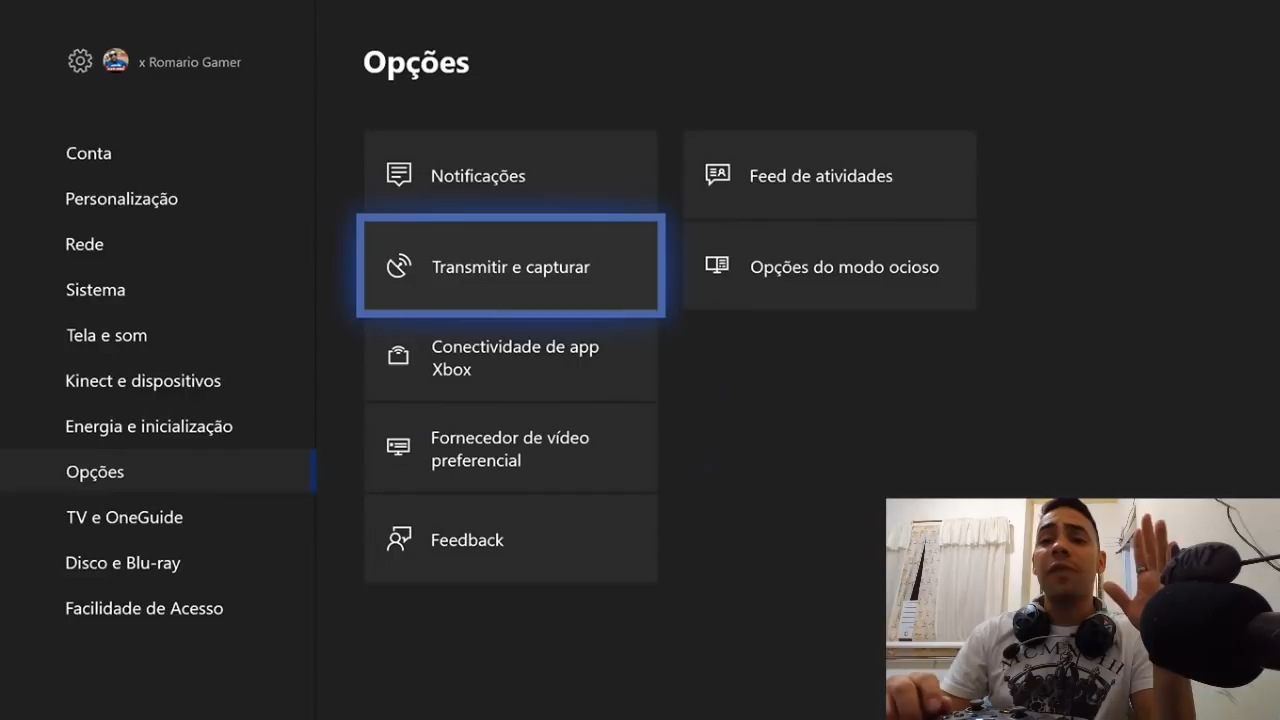 x Romario Gamer
Opções
Conta
Personalização
Rede
Sistema
Tela e som
Kinect e dispositivos
Energia e inicialização
Opções
TV e OneGuide
Disco e Blu-ray
Facilidade de Acesso
Notificações
Transmitir e capturar
Conectividade de app
Xbox
Fornecedor de vídeo
preferencial
Feedback
Feed de atividades
Opções do modo ocioso